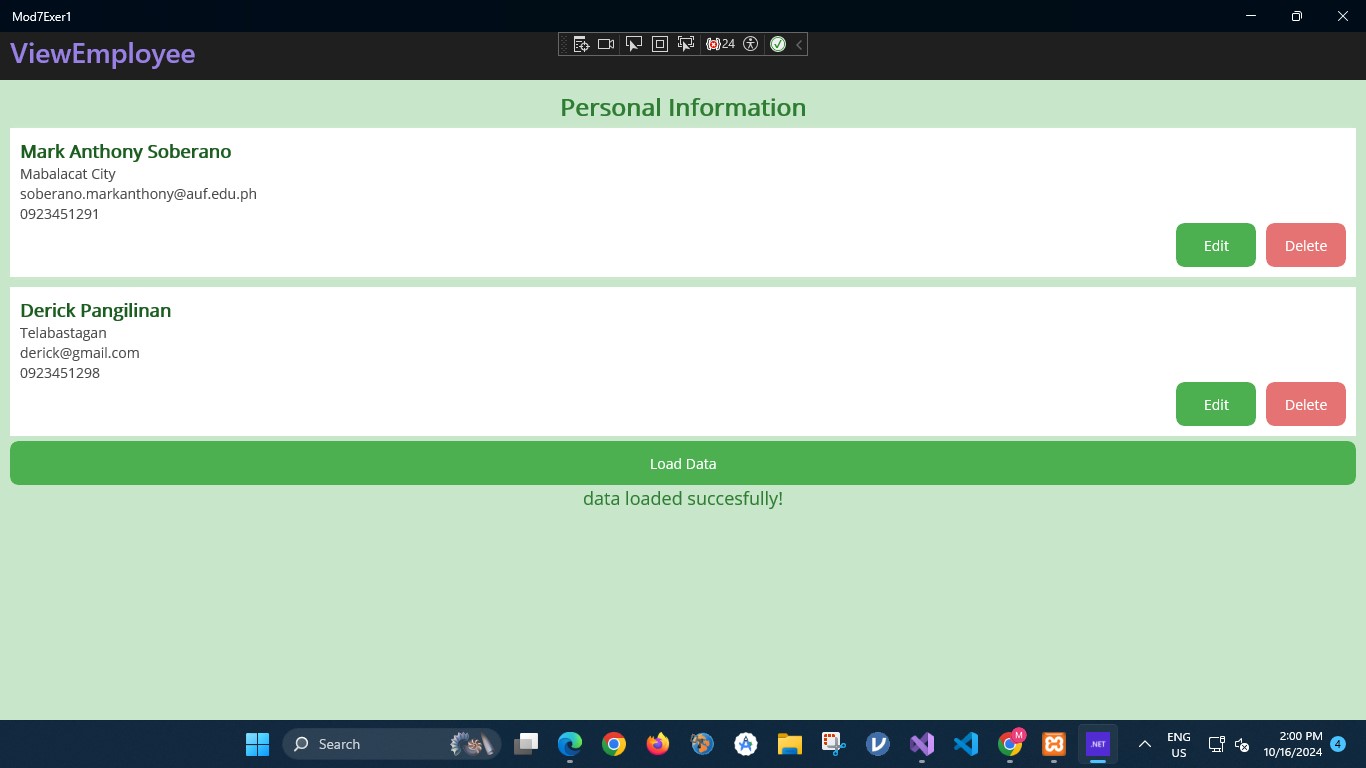 Mod7Exer1
ViewEmployee
24
Personal Information
Mark Anthony Soberano
Mabalacat City
soberano.markanthony@auf.edu.ph
0923451291
Edit Delete
Derick Pangilinan
Telabastagan
derick@gmail.com
0923451298
Edit Delete
Load Data
data loaded succesfully!
Search
M
.NET
ENG
US
2:00 PM
10/16/2024
4